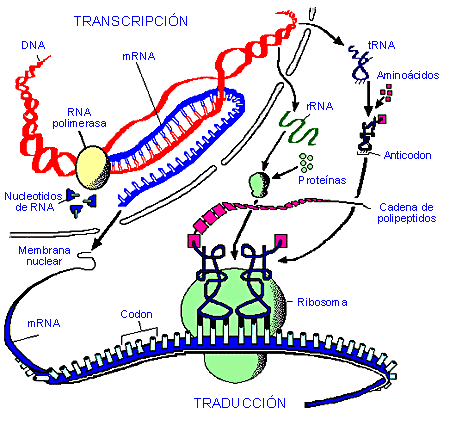 TRANSCRIPCIÓN
DNA
mRNA
tRNA
Aminoácidos
RNA
polimerasa
rRNA
Anticodon
Proteínas
Nucleotidos
de RNA
Cadena de
polipeptidos
Membrana
nuclear
Ribosoma
mRNA
Codon
TRADUCCIÓN